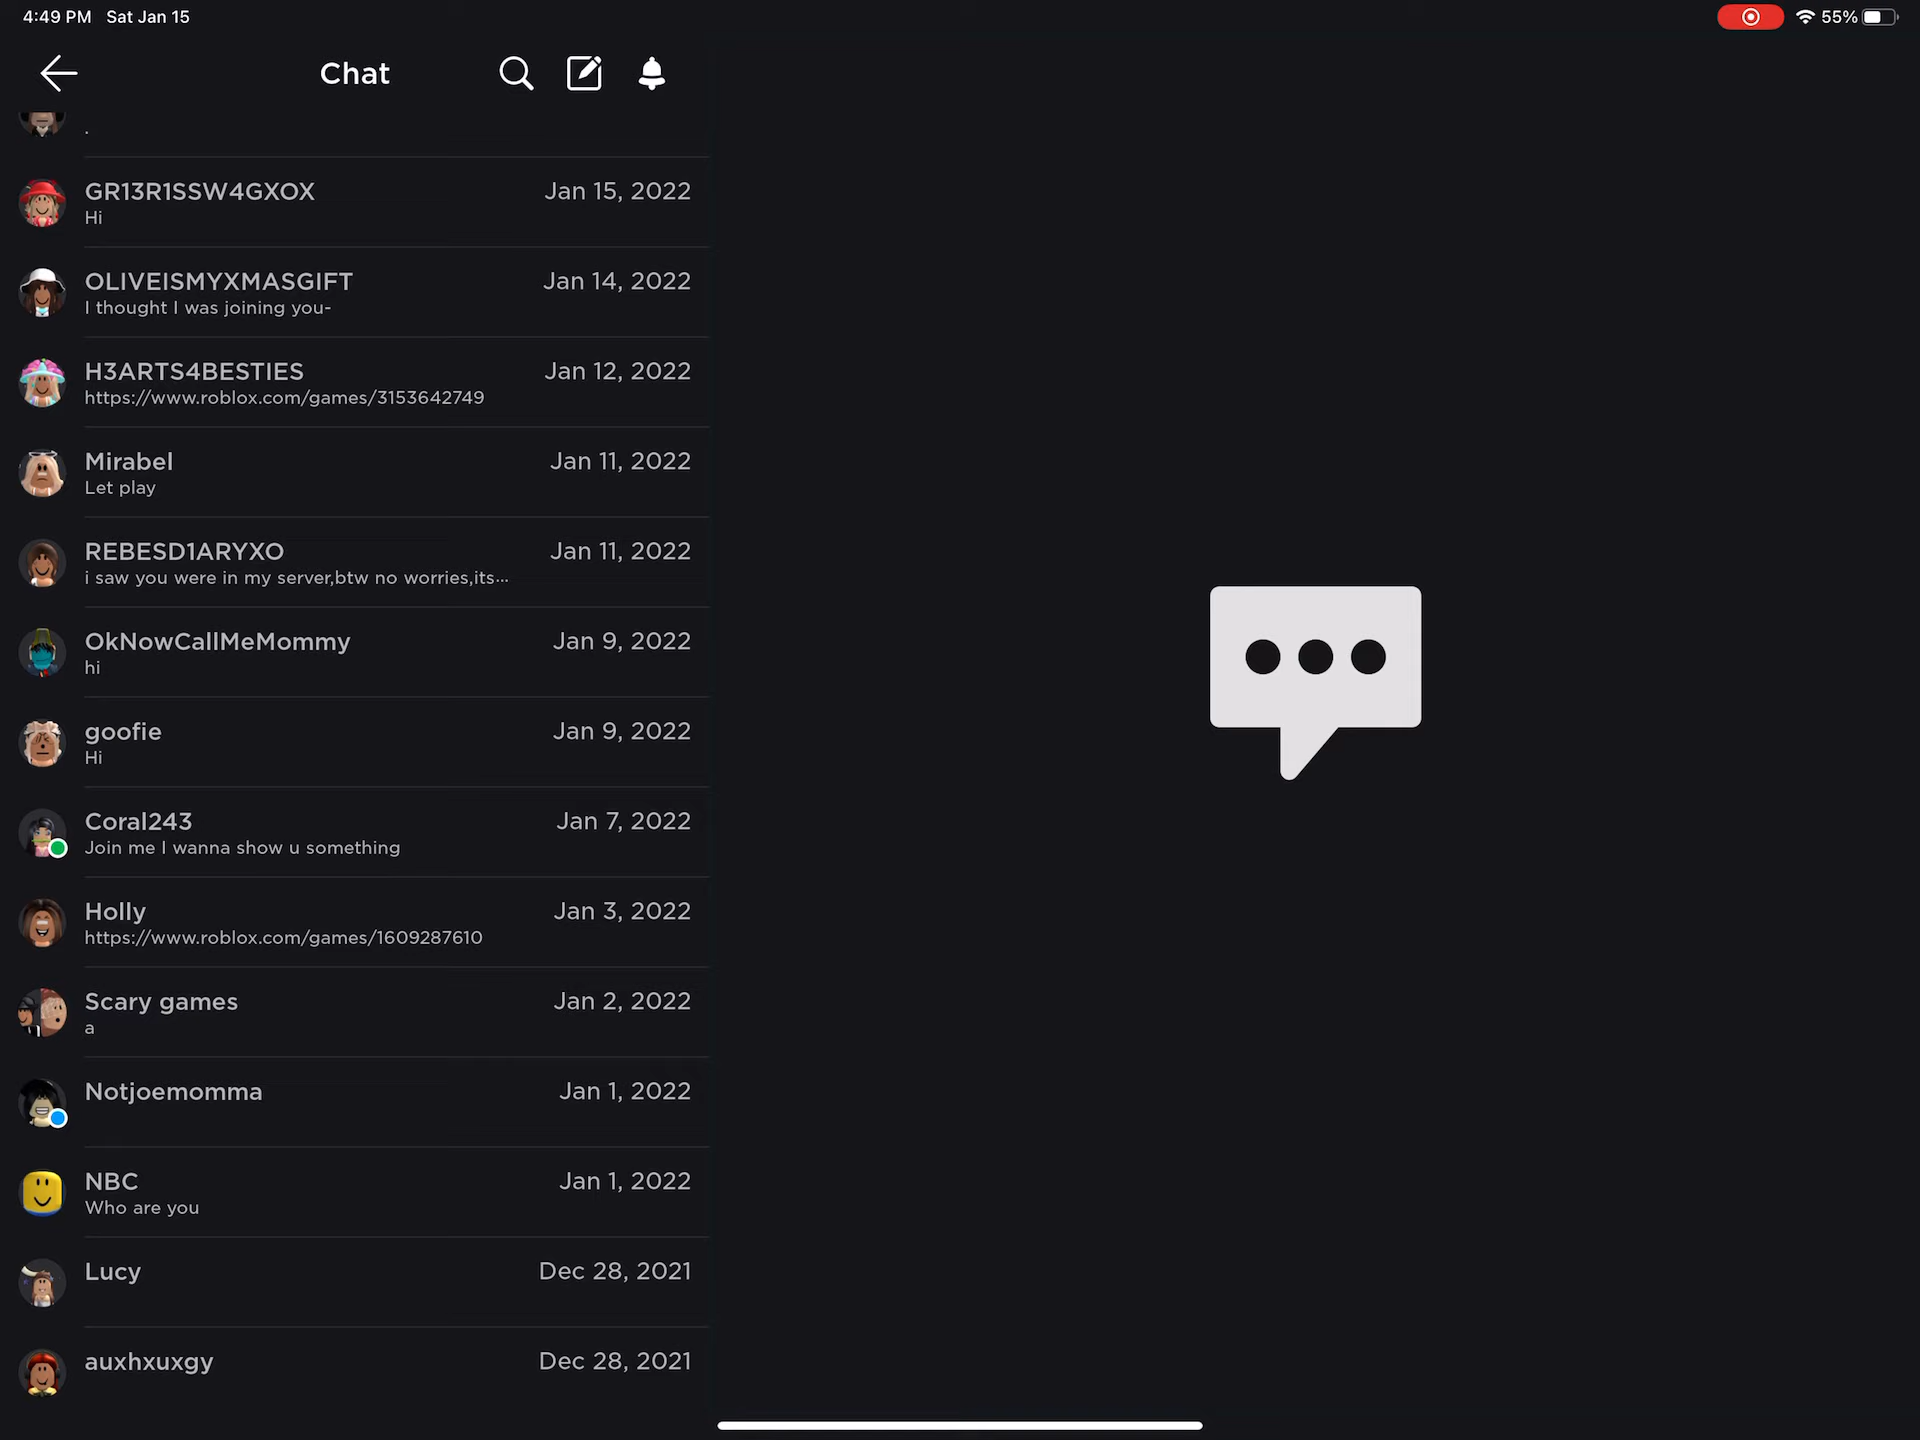 4:49 PM Sat Jan 15
55%
Chat
.
GR13R1SSW4GXOX Jan 15, 2022
Hi
OLIVEISMYXMASGIFT Jan 14, 2022
I thought I was joining you-
H3ARTS4BESTIES Jan 12, 2022
https://www.roblox.com/games/3153642749
Mirabel Jan 11, 2022
Let play
REBESD1ARYXO Jan 11, 2022
i saw you were in my server,btw no worries,its...
OkNowCallMeMommy Jan 9, 2022
hi
goofie Jan 9, 2022
Hi
Coral243 Jan 7, 2022
Join me I wanna show u something
Holly Jan 3, 2022
https://www.roblox.com/games/1609287610
Scary games Jan 2, 2022
a
Notjoemomma Jan 1, 2022
NBC Jan 1, 2022
Who are you
Lucy Dec 28, 2021
auxhxuxgy Dec 28, 2021